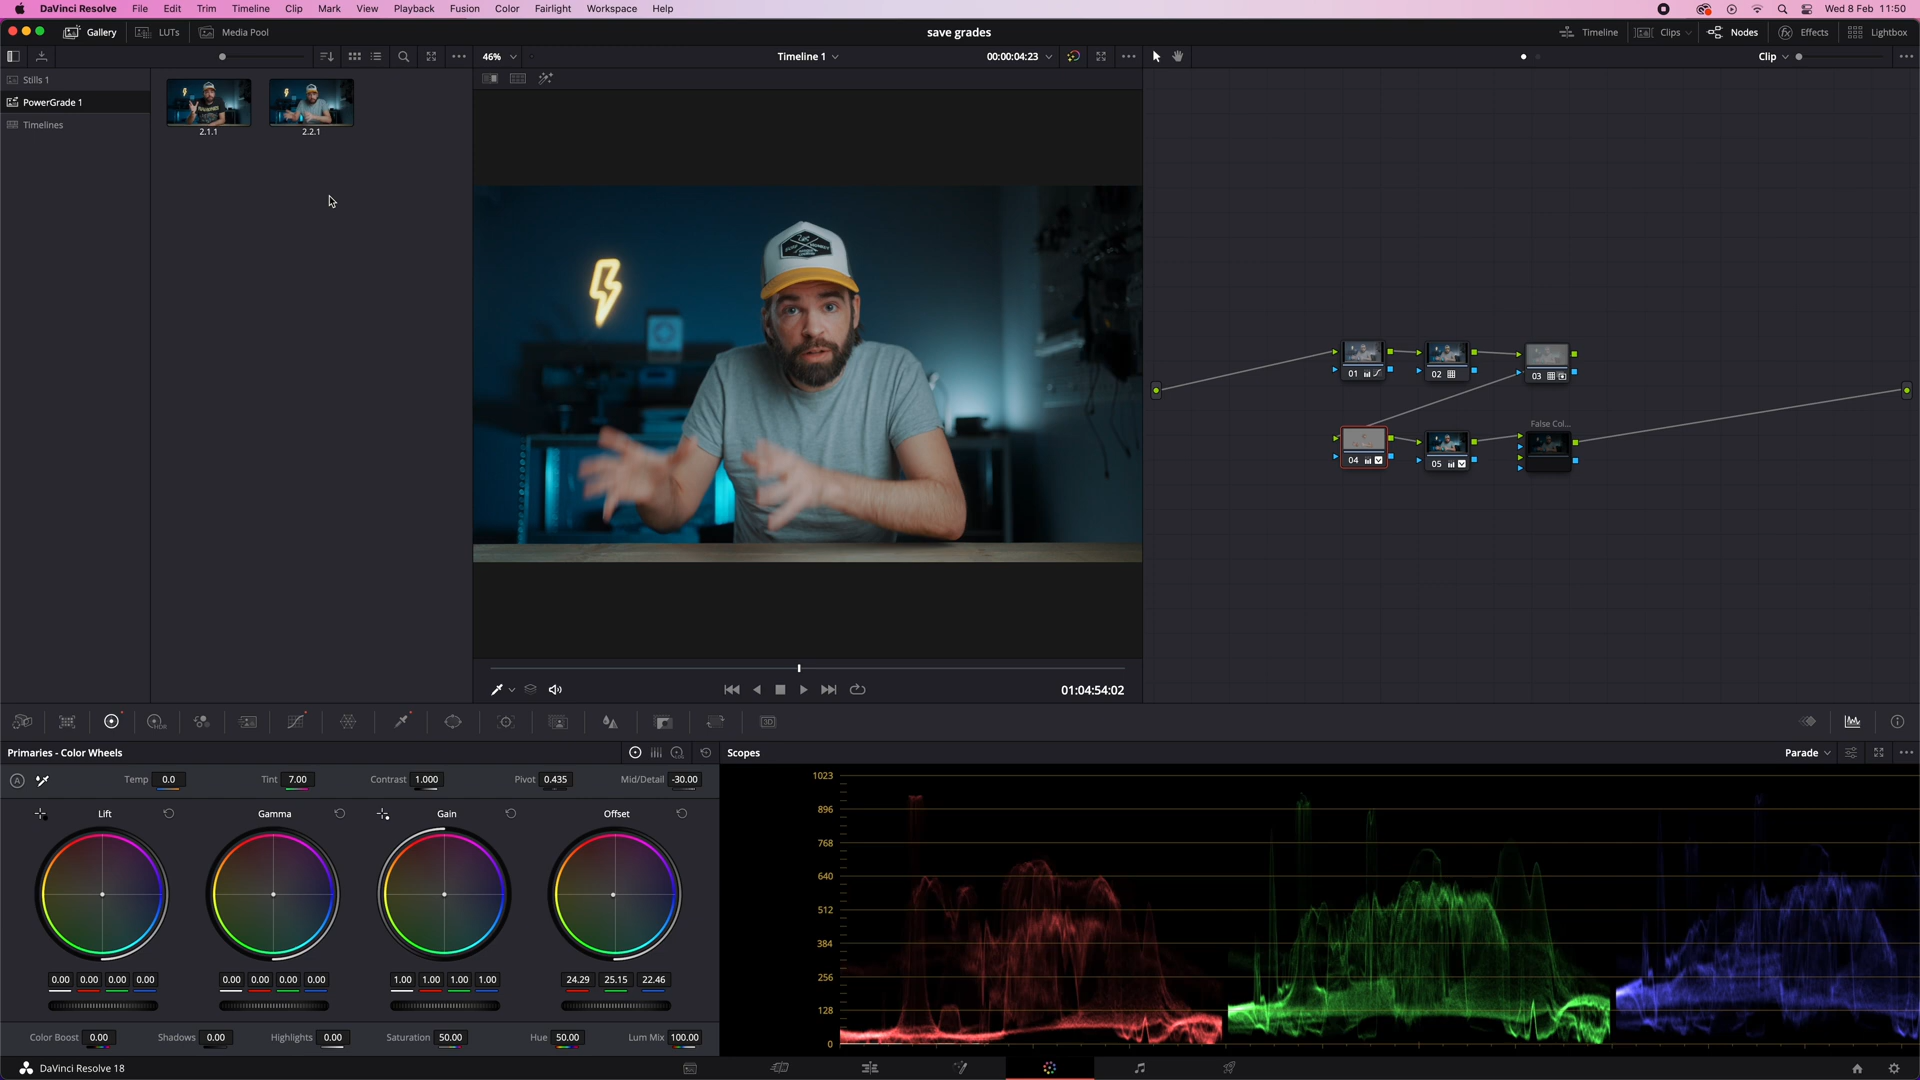 DaVinci Resolve File Edit Trim Timeline Clip Mark View Playback Fusion Color Fairlight Workspace Help Wed 8 Feb 11:50
Gallery LUTs Media Pool save grades Timeline Clips Nodes Effects Lightbox
46% Timeline 1 00:00:04:23 Clip
Stills 1
PowerGrade 1
Timelines
2.1.1 2.2.1
01 02 03
False Col...
04 05
01:04:54:02
Primaries - Color Wheels Scopes Parade
Temp 0.0 Tint 7.00 Contrast 1.000 Pivot 0.435 Mid/Detail -30.00
Lift Gamma Gain Offset
0.00 0.00 0.00 0.00 0.00 0.00 0.00 0.00 1.00 1.00 1.00 1.00 24.29 25.15 22.46
Color Boost 0.00 Shadows 0.00 Highlights 0.00 Saturation 50.00 Hue 50.00 Lum Mix 100.00
1023
896
768
640
512
384
256
128
0
DaVinci Resolve 18